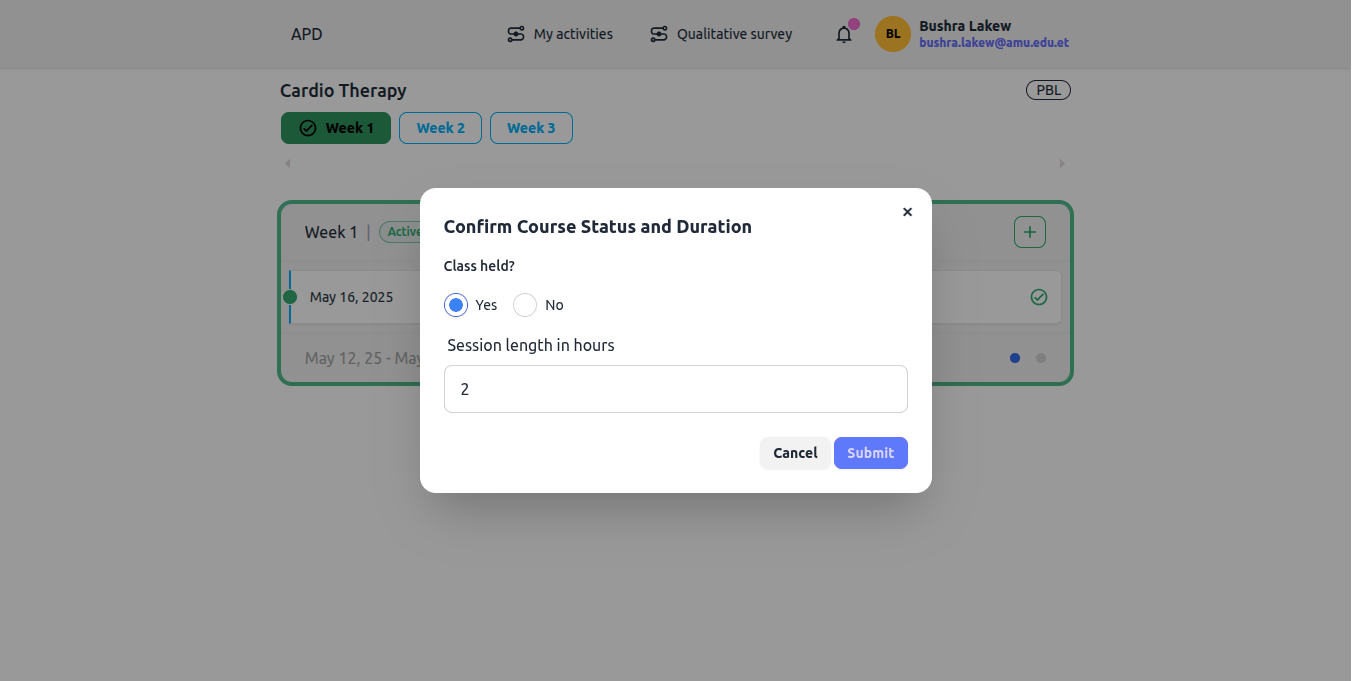 APD
My activities
Qualitative survey
BL
Bushra Lakew
bushra.lakew@amu.edu.et
Cardio Therapy
PBL
Week 1
Week 2
Week 3
Week 1 | Active
May 16, 2025
May 12, 25 - May
Confirm Course Status and Duration
Class held?
Yes
No
Session length in hours
2
Cancel
Submit